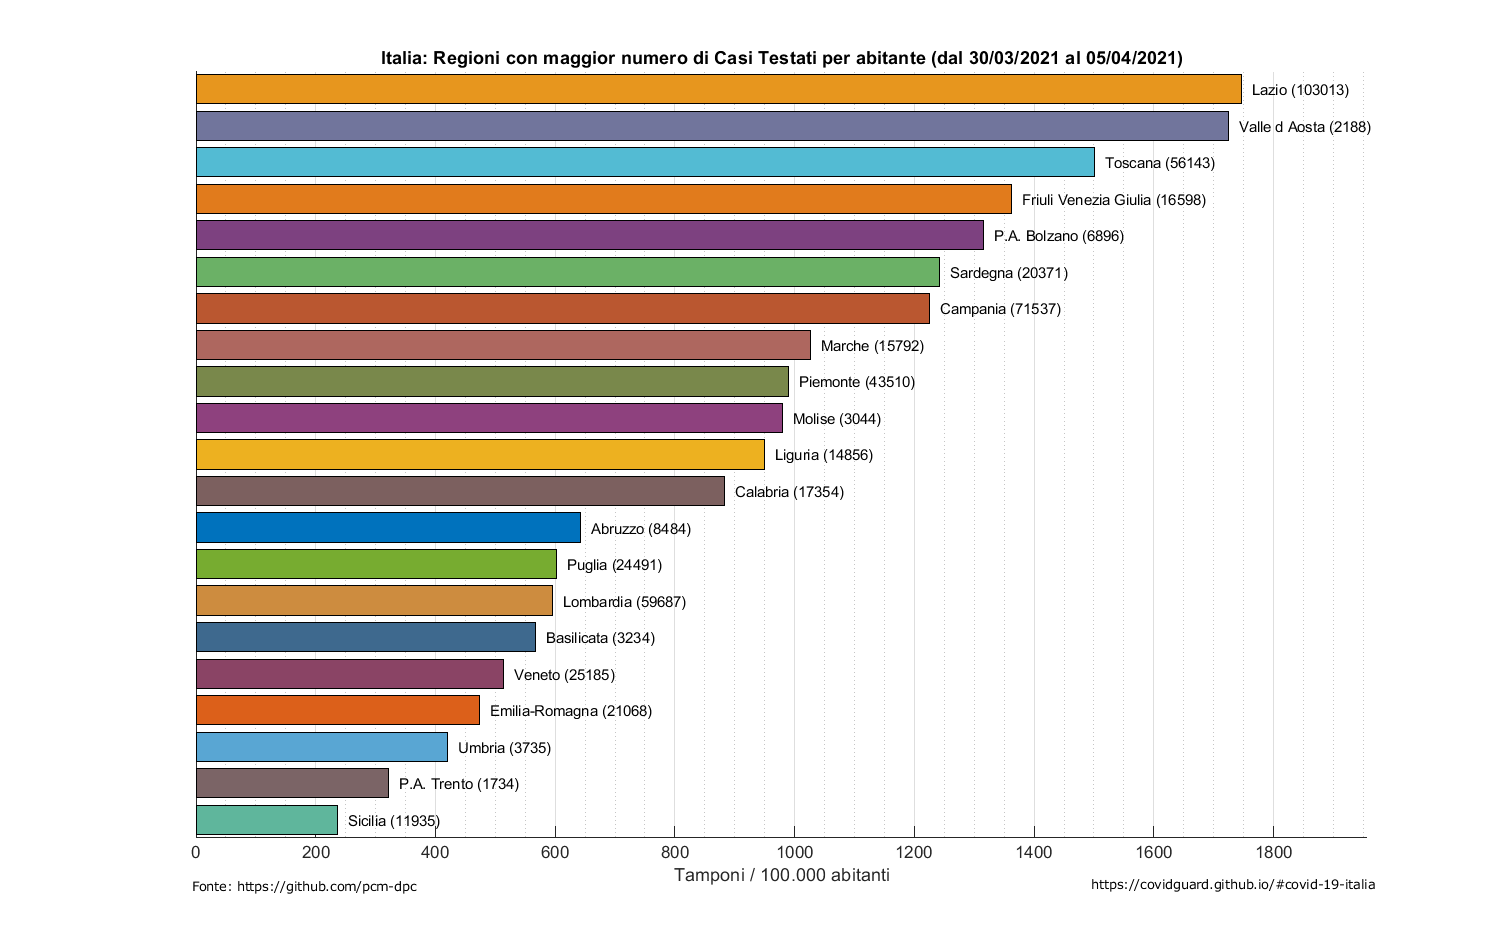 Italia: Regioni con maggior numero di Casi Testati per abitante (dal 30/03/2021 al 05/04/2021)
Lazio (103013)
Valle d Aosta (2188)
Toscana (56143)
Friuli Venezia Giulia (16598)
P.A. Bolzano (6896)
Sardegna (20371)
Campania (71537)
Marche (15792)
Piemonte (43510)
Molise (3044)
Liguria (14856)
Calabria (17354)
Abruzzo (8484)
Puglia (24491)
Lombardia (59687)
Basilicata (3234)
Veneto (25185)
Emilia-Romagna (21068)
Umbria (3735)
P.A. Trento (1734)
Sicilia (11935)
0 200 400 600 800 1000 1200 1400 1600 1800
Tamponi / 100.000 abitanti
Fonte: https://github.com/pcm-dpc
https://covidguard.github.io/#covid-19-italia